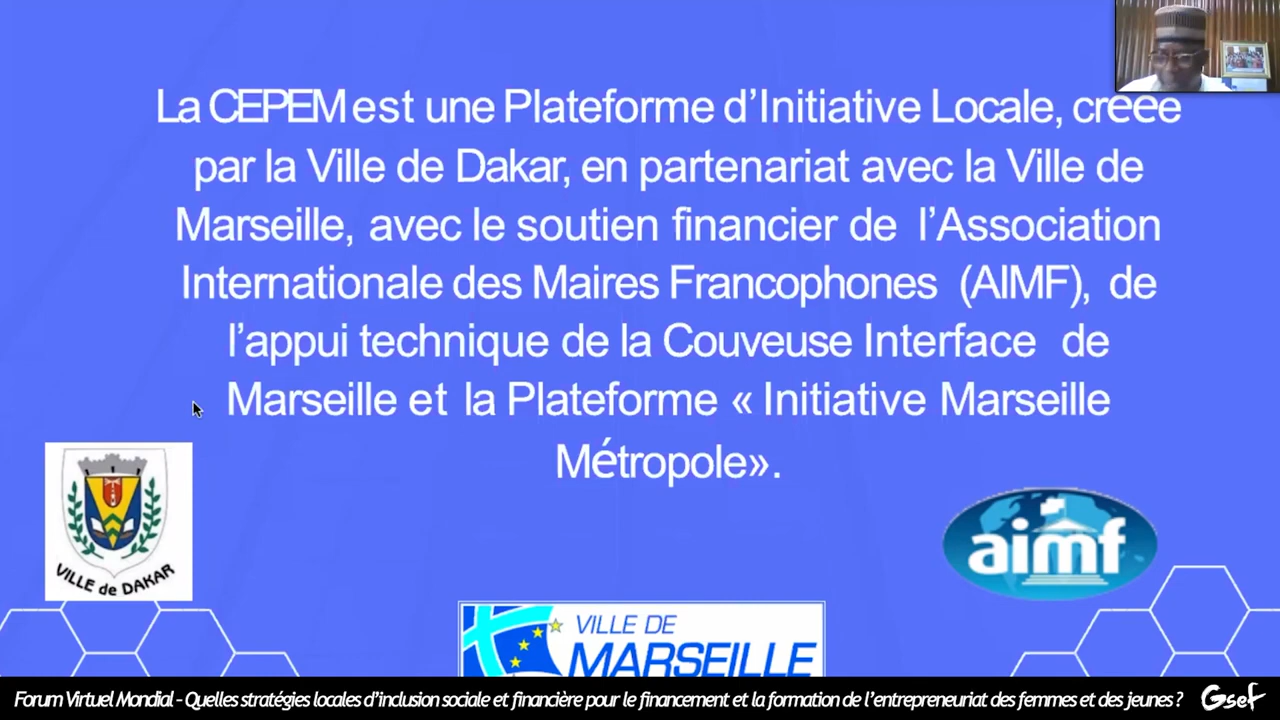 La CEPEM est une Plateforme d’Initiative Locale, créée
par la Ville de Dakar, en partenariat avec la Ville de
Marseille, avec le soutien financier de l’Association
Internationale des Maires Francophones (AIMF), de
l’appui technique de la Couveuse Interface de
Marseille et la Plateforme « Initiative Marseille
Métropole».
VILLE de DAKAR
aimf
VILLE DE
MARSEILLE
Forum Virtuel Mondial - Quelles stratégies locales d’inclusion sociale et financière pour le financement et la formation de l’entrepreneuriat des femmes et des jeunes ?
Gsef